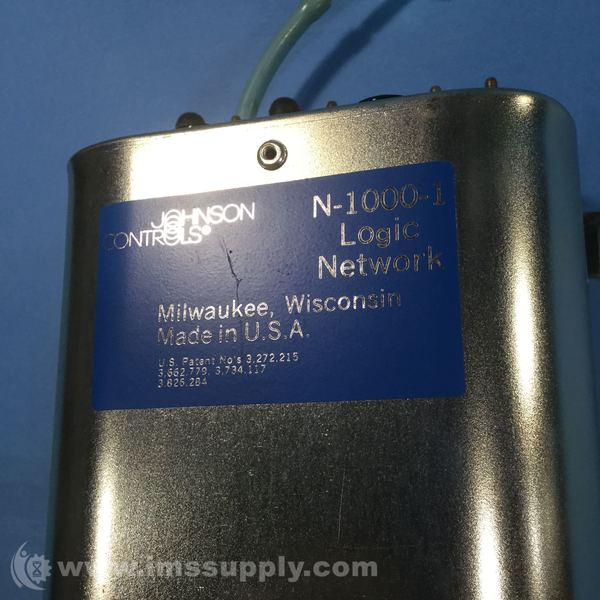 JOHNSON
CONTROLS®
N-1000-1
Logic
Network
Milwaukee, Wisconsin
Made in U.S.A.
U.S. Patent No's 3,272,215
3,662,779, 3,734,117
3,826,284
www.imssupply.com